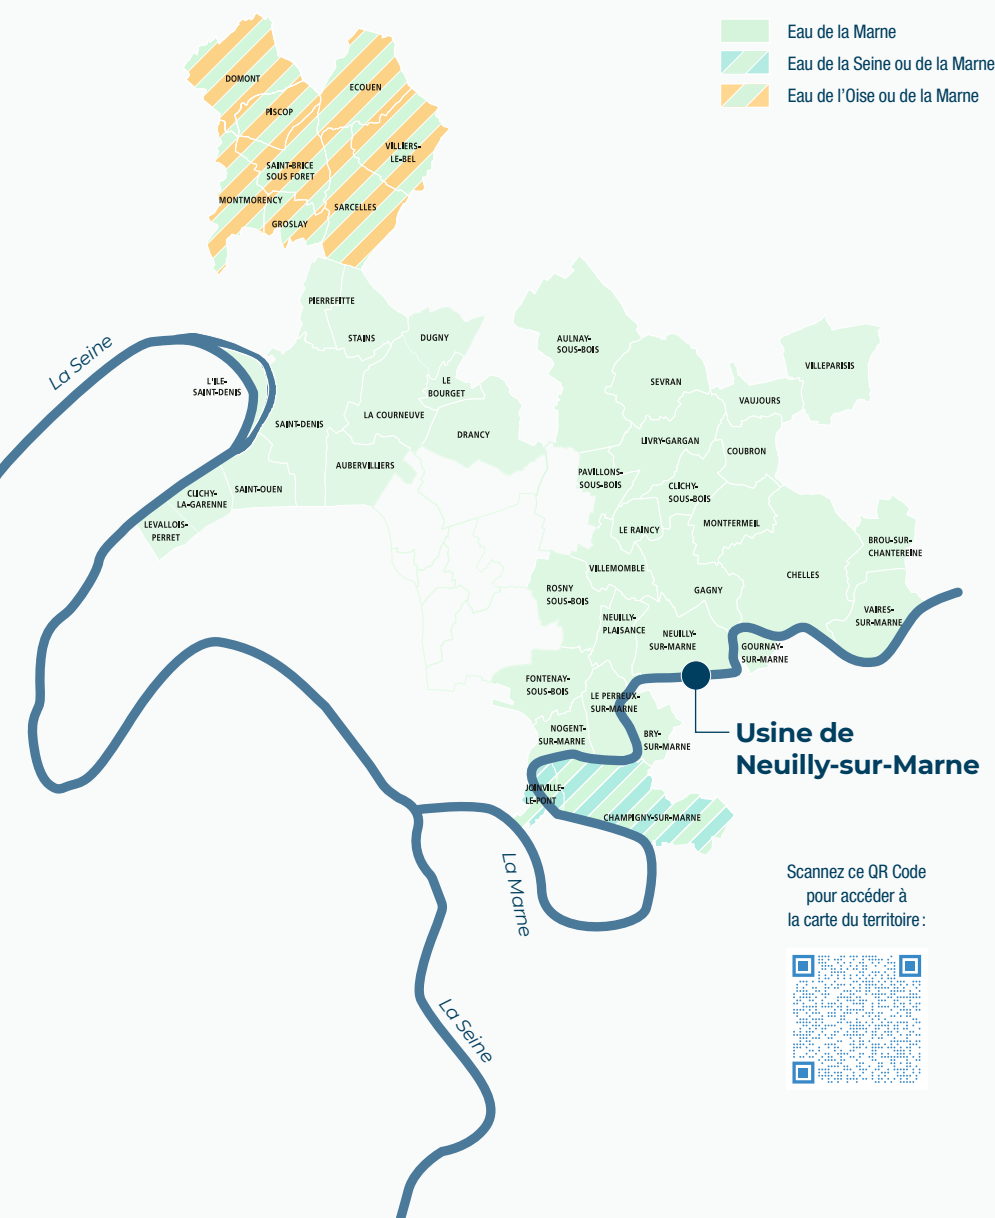 Eau de la Marne
Eau de la Seine ou de la Marne
Eau de l'Oise ou de la Marne
DOMONT
ECOUEN
PISCOP
VILLIERS-
LE-BEL
SAINT-BRICE
SOUS FORET
MONTMORENCY
SARCELLES
GROSLAY
PIERREFITTE
STAINS
DUGNY
AULNAY-
SOUS-BOIS
La Seine
L'ILE-
SAINT-DENIS
LE
BOURGET
SEVRAN
VILLEPARISIS
VAUJOURS
SAINT-DENIS
LA COURNEUVE
DRANCY
LIVRY-GARGAN
COUBRON
AUBERVILLIERS
PAVILLONS-
SOUS-BOIS
CLICHY-
SOUS-BOIS
CLICHY-
LA-GARENNE
SAINT-OUEN
LEVALLOIS-
PERRET
LE RAINCY
MONTFERMEIL
BROU-SUR-
CHANTEREINE
VILLEMOMBLE
CHELLES
ROSNY
SOUS-BOIS
GAGNY
VAIRES-
SUR-MARNE
NEUILLY-
PLAISANCE
NEUILLY-
SUR-MARNE
GOURNAY-
SUR-MARNE
FONTENAY-
SOUS-BOIS
LE PERREUX-
SUR-MARNE
NOGENT-
SUR-MARNE
BRY-
SUR-MARNE
Usine de
Neuilly-sur-Marne
JOINVILLE-
LE-PONT
CHAMPIGNY-SUR-MARNE
La Marne
La Seine
Scannez ce QR Code
pour accéder à
la carte du territoire :